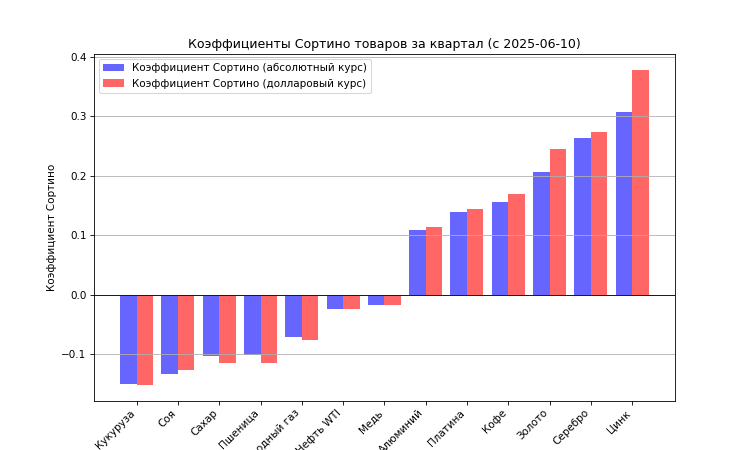 Коэффициенты Сортино товаров за квартал (с 2025-06-10)
Коэффициент Сортино (абсолютный курс)
Коэффициент Сортино (долларовый курс)
Коэффициент Сортино
0.4
0.3
0.2
0.1
0.0
−0.1
Кукуруза
Соя
Сахар
Пшеница
одный газ
Нефть WTI
Медь
Алюминий
Платина
Кофе
Золото
Серебро
Цинк